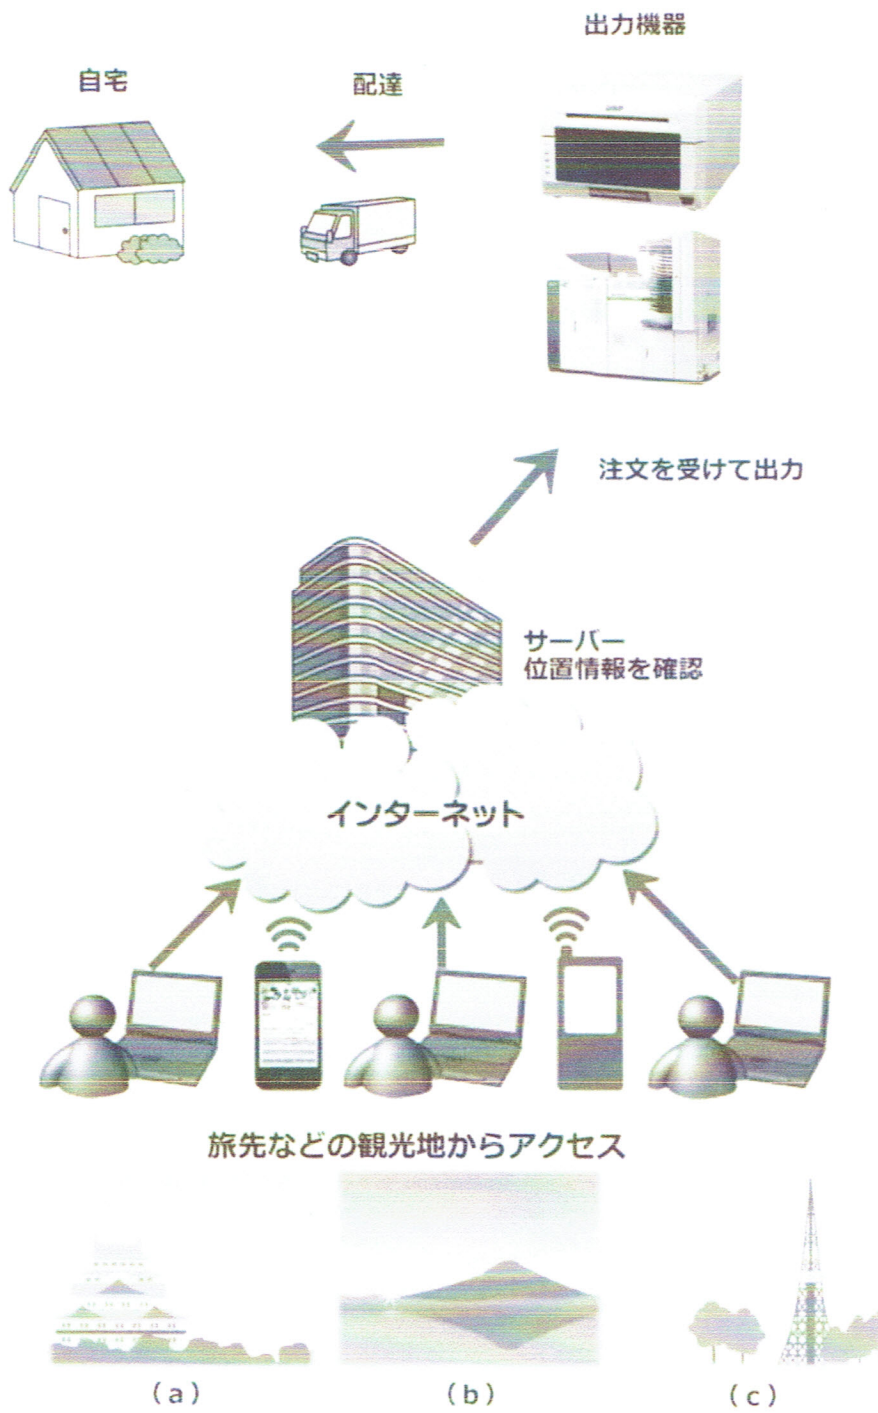 出力機器
自宅
配達
注文を受けて出力
サーバー
位置情報を確認
インターネット
旅先などの観光地からアクセス
(a)
(b)
(c)